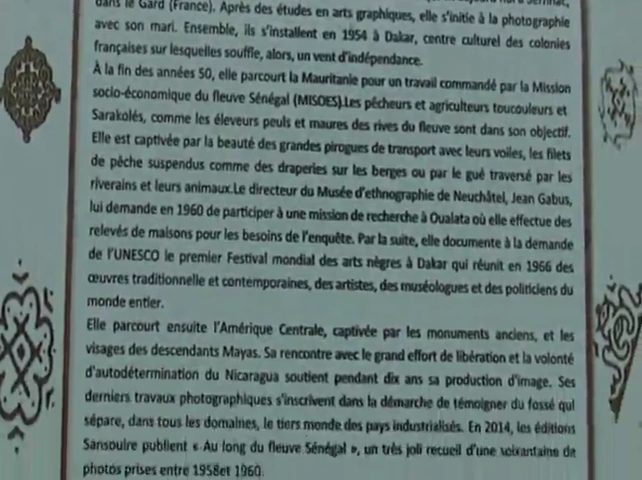 dans le Gard (France). Après des études en arts graphiques, elle s'initie à la photographie
avec son mari. Ensemble, ils s'installent en 1954 à Dakar, centre culturel des colonies
françaises sur lesquelles souffle, alors, un vent d'indépendance.
À la fin des années 50, elle parcourt la Mauritanie pour un travail commandé par la Mission
socio-économique du fleuve Sénégal (MISOES).Les pêcheurs et agriculteurs toucouleurs et
Sarakolés, comme les éleveurs peuls et maures des rives du fleuve sont dans son objectif.
Elle est captivée par la beauté des grandes pirogues de transport avec leurs voiles, les filets
de pêche suspendus comme des draperies sur les berges ou par le gué traversé par les
riverains et leurs animaux.Le directeur du Musée d'ethnographie de Neuchâtel, Jean Gabus,
lui demande en 1960 de participer à une mission de recherche à Oualata où elle effectue des
relevés de maisons pour les besoins de l'enquête. Par la suite, elle documente à la demande
de l'UNESCO le premier Festival mondial des arts nègres à Dakar qui réunit en 1966 des
œuvres traditionnelle et contemporaines, des artistes, des muséologues et des politiciens du
monde entier.
Elle parcourt ensuite l'Amérique Centrale, captivée par les monuments anciens, et les
visages des descendants Mayas. Sa rencontre avec le grand effort de libération et la volonté
d'autodétermination du Nicaragua soutient pendant dix ans sa production d'image. Ses
derniers travaux photographiques s'inscrivent dans la démarche de témoigner du fossé qui
sépare, dans tous les domaines, le tiers monde des pays industrialisés. En 2014, les éditions
Sansouire publient « Au long du fleuve Sénégal », un très joli recueil d'une soixantaine de
photos prises entre 1958et 1960.